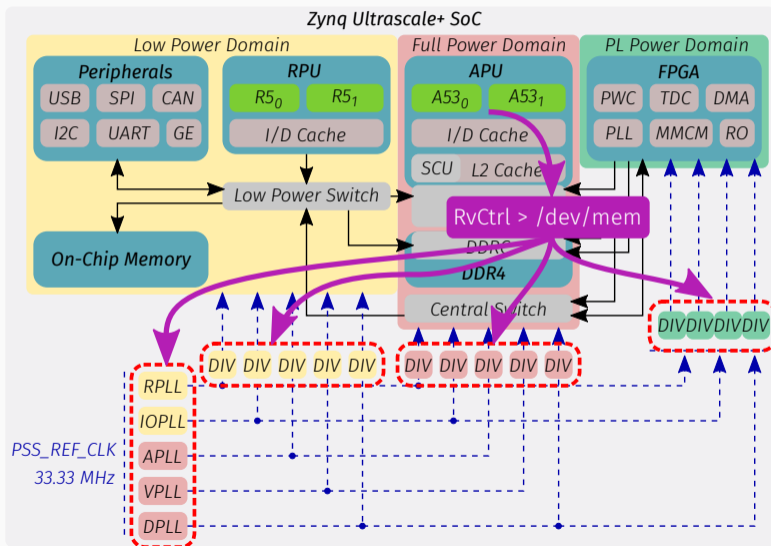 Zynq Ultrascale+ SoC
Low Power Domain
Full Power Domain
PL Power Domain
Peripherals
USB SPI CAN
I2C UART GE
RPU
R5₀ R5₁
I/D Cache
APU
A53₀ A53₁
I/D Cache
SCU L2 Cache
FPGA
PWC TDC DMA
PLL MMCM RO
Low Power Switch
RvCtrl > /dev/mem
On-Chip Memory
DDR4
Central Switch
DIV DIV DIV DIV
DIV DIV DIV DIV DIV
DIV DIV DIV DIV DIV
RPLL
IOPLL
APLL
VPLL
DPLL
PSS_REF_CLK
33.33 MHz